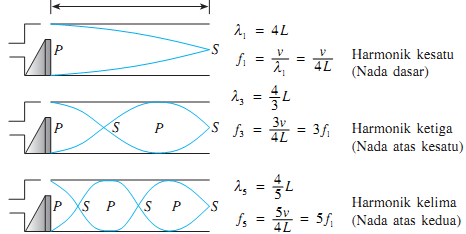 P S λ₁ = 4L
f₁ = v/λ₁ = v/4L Harmonik kesatu
(Nada dasar)
λ₃ = 4/3 L
P S P S f₃ = 3v/4L = 3f₁ Harmonik ketiga
(Nada atas kesatu)
λ₅ = 4/5 L
P S P S P S f₅ = 5v/4L = 5f₁ Harmonik kelima
(Nada atas kedua)